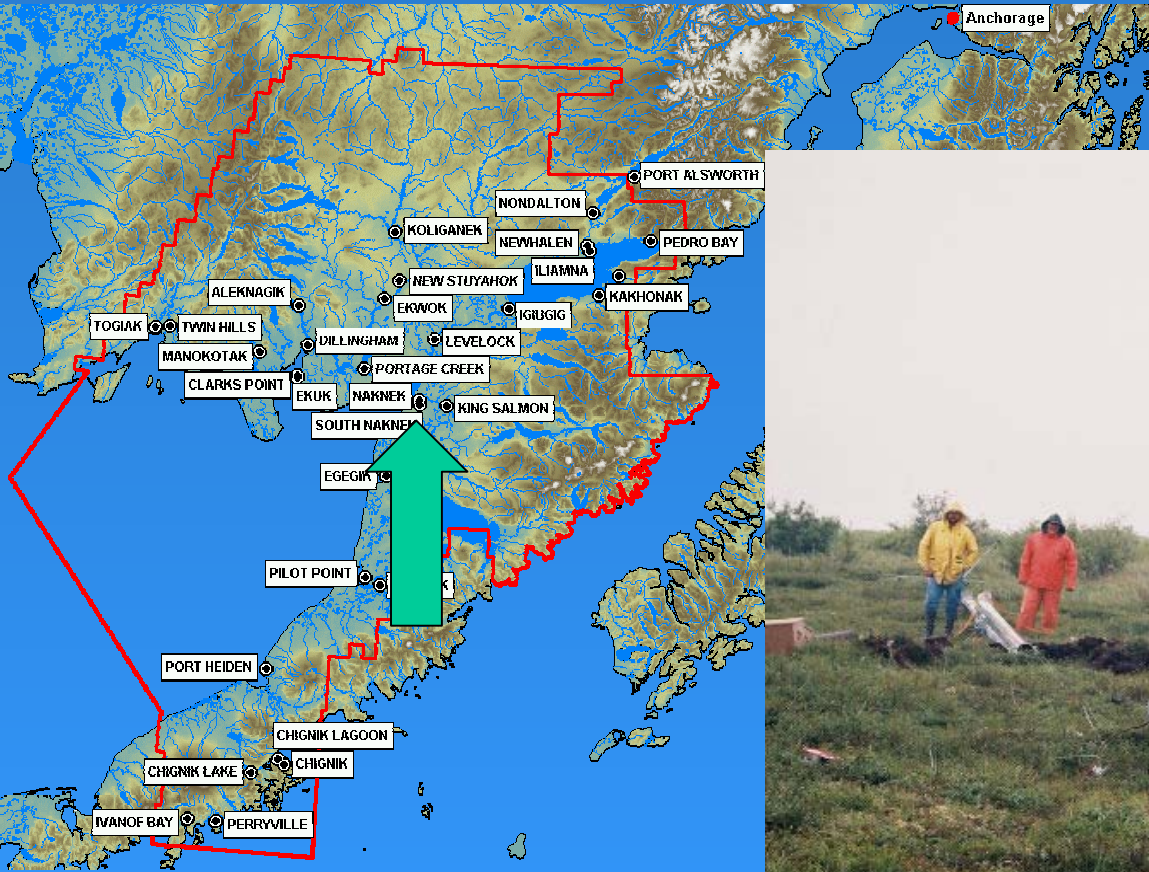 Anchorage
PORT ALSWORTH
NONDALTON
KOLIGANEK
NEWHALEN
PEDRO BAY
ILIAMNA
NEW STUYAHOK
ALEKNAGIK
KAKHONAK
EKWOK
IGIUGIG
TOGIAK
TWIN HILLS
DILLINGHAM
LEVELOCK
MANOKOTAK
PORTAGE CREEK
CLARKS POINT
EKUK
NAKNEK
KING SALMON
SOUTH NAKNEK
EGEGIK
PILOT POINT
PORT HEIDEN
CHIGNIK LAGOON
CHIGNIK
CHIGNIK LAKE
IVANOF BAY
PERRYVILLE